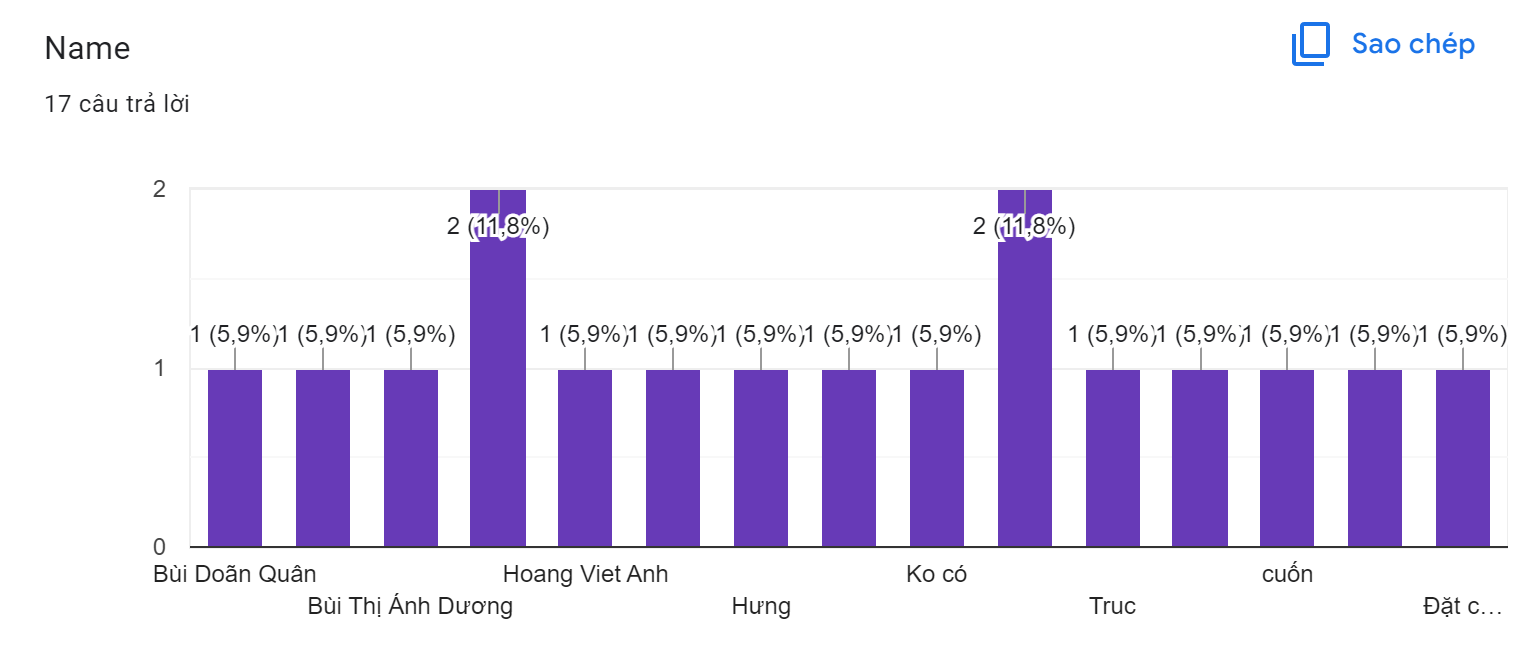 Name
Sao chép
17 câu trả lời
2
2 (11,8%)
2 (11,8%)
1 (5,9%)
1 (5,9%)
1 (5,9%)
1 (5,9%)
1 (5,9%)
1 (5,9%)
1 (5,9%)
1 (5,9%)
1 (5,9%)
1 (5,9%)
1 (5,9%)
1 (5,9%)
1 (5,9%)
1
0
Bùi Doãn Quân
Hoang Viet Anh
Ko có
cuốn
Bùi Thị Ánh Dương
Hưng
Truc
Đặt c...